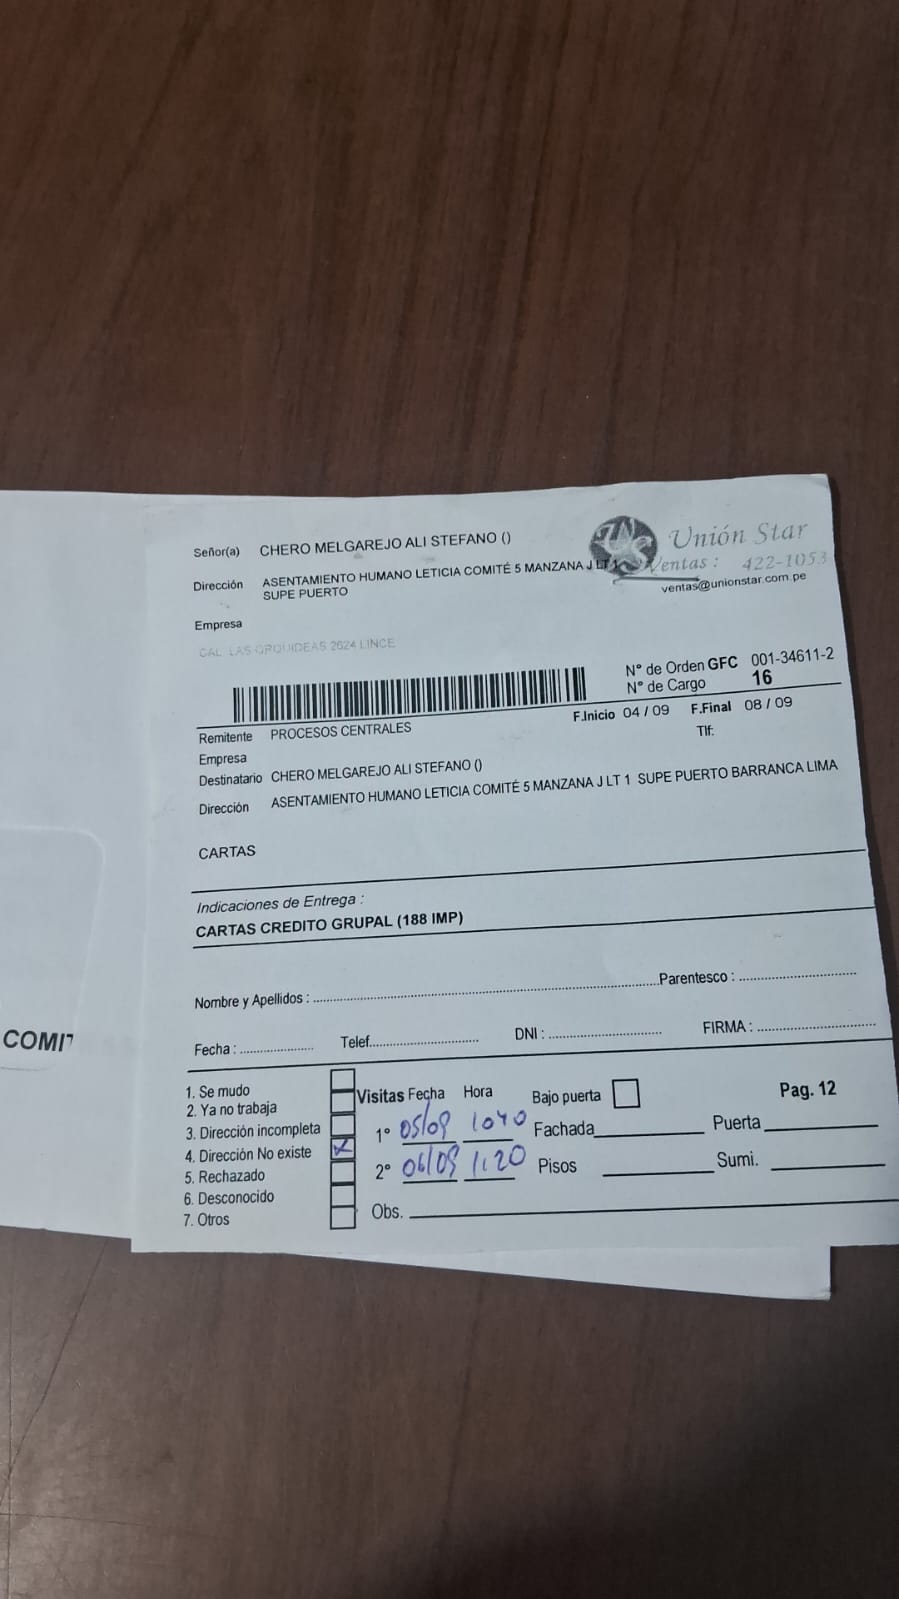 Señor(a) CHERO MELGAREJO ALI STEFANO ()
Unión Star
Dirección ASENTAMIENTO HUMANO LETICIA COMITÉ 5 MANZANA J LT 1
SUPE PUERTO
Ventas : 422-1053
ventas@unionstar.com.pe
Empresa
CAL LAS ORQUIDEAS 2624 LINCE
N° de Orden GFC 001-34611-2
N° de Cargo 16
F.Inicio 04 / 09 F.Final 08 / 09
Remitente PROCESOS CENTRALES
Tlf:
Empresa
Destinatario CHERO MELGAREJO ALI STEFANO ()
Dirección ASENTAMIENTO HUMANO LETICIA COMITÉ 5 MANZANA J LT 1 SUPE PUERTO BARRANCA LIMA
CARTAS
Indicaciones de Entrega :
CARTAS CREDITO GRUPAL (188 IMP)
Nombre y Apellidos : Parentesco :
COMIT
Fecha : Telef. DNI : FIRMA :
1. Se mudo
2. Ya no trabaja
3. Dirección incompleta
4. Dirección No existe X
5. Rechazado
6. Desconocido
7. Otros
Visitas Fecha Hora Bajo puerta Pag. 12
1° 05/09 1040 Fachada Puerta
2° 06/09 11:20 Pisos Sumi.
Obs.